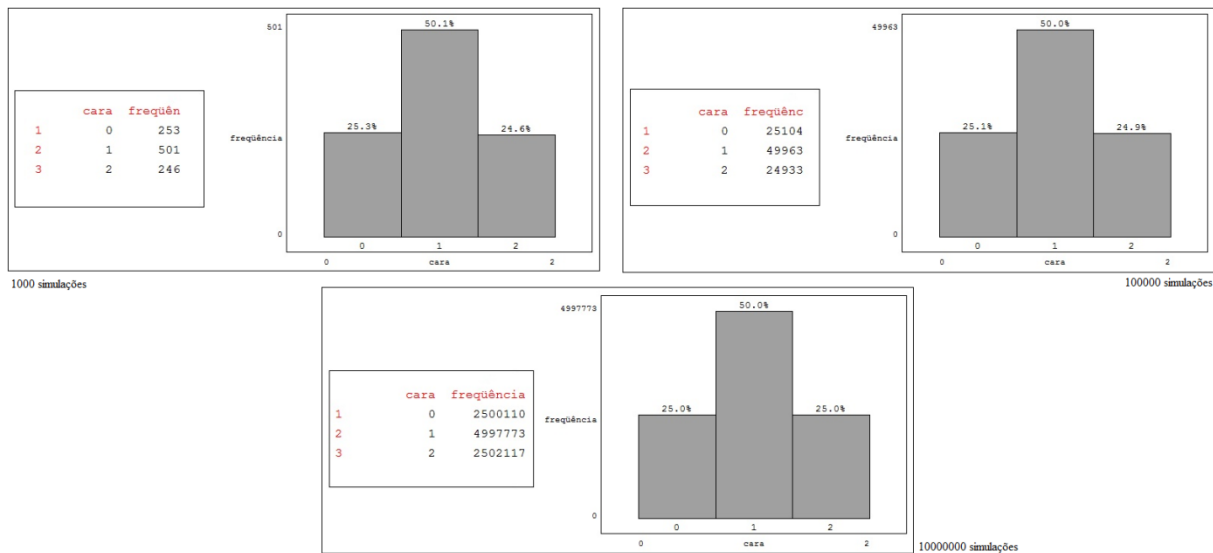 cara freqüên
1 0 253
2 1 501
3 2 246
501
freqüência
0
50.1%
25.3%
24.6%
0 1 2
0 cara 2
1000 simulações
cara freqüênc
1 0 25104
2 1 49963
3 2 24933
49963
freqüência
0
50.0%
25.1%
24.9%
0 1 2
0 cara 2
100000 simulações
cara freqüência
1 0 2500110
2 1 4997773
3 2 2502117
4997773
freqüência
0
50.0%
25.0%
25.0%
0 1 2
0 cara 2
10000000 simulações